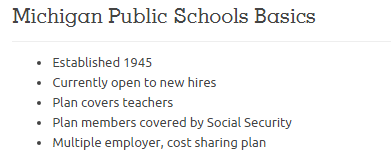 Michigan Public Schools Basics
• Established 1945
• Currently open to new hires
• Plan covers teachers
• Plan members covered by Social Security
• Multiple employer, cost sharing plan